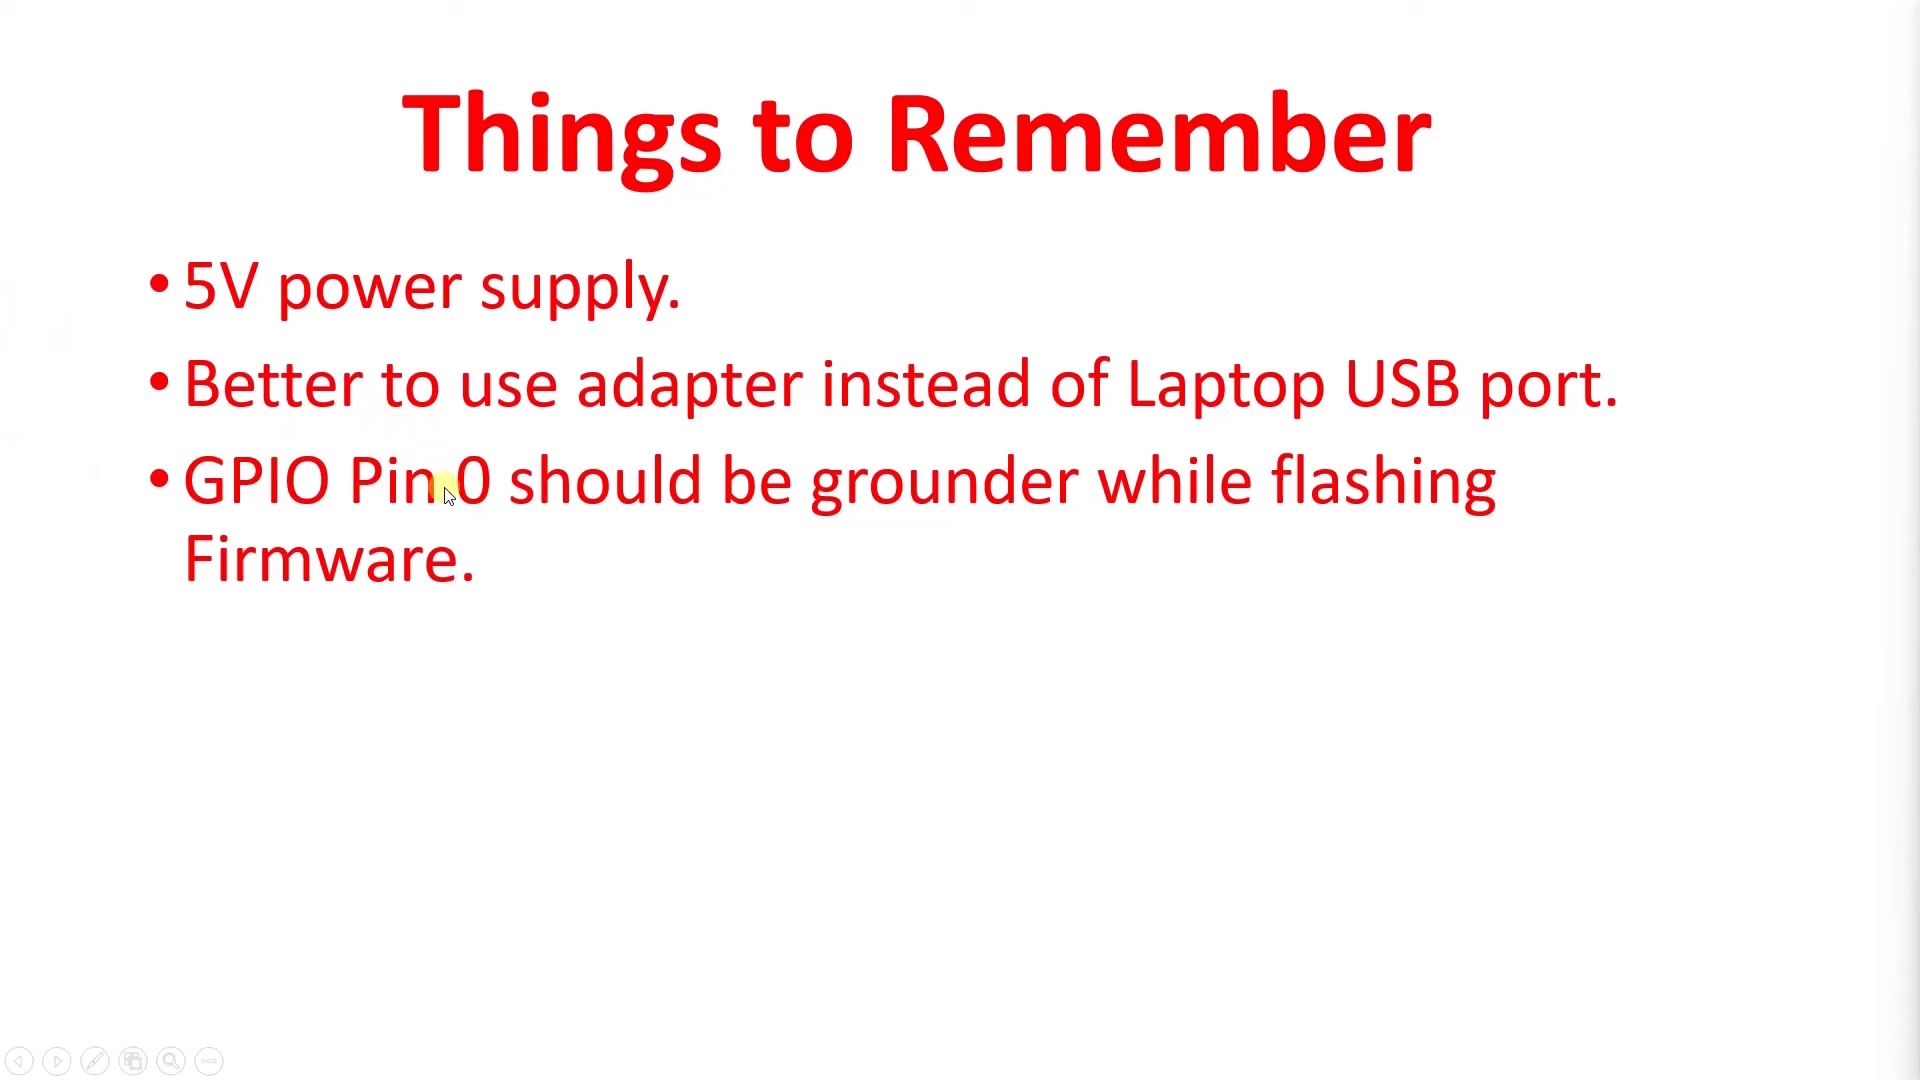 Things to Remember
• 5V power supply.
• Better to use adapter instead of Laptop USB port.
• GPIO Pin 0 should be grounder while flashing
Firmware.